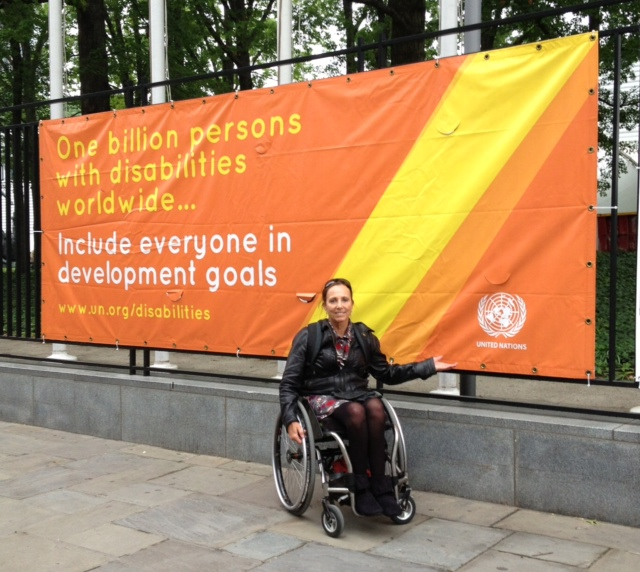 One billion persons
with disabilities
worldwide...
Include everyone in
development goals
www.un.org/disabilities
UNITED NATIONS